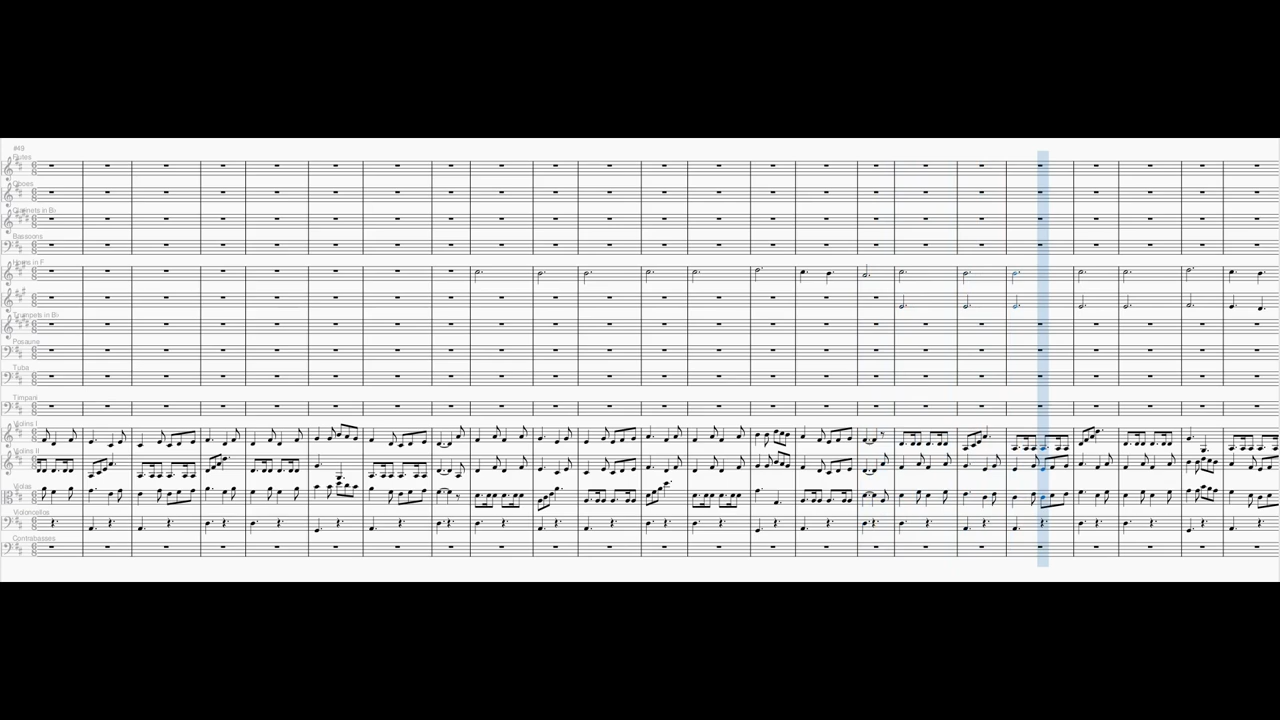 #49
Flutes
Oboes
Clarinets in B♭
Bassoons
Horns in F
Trumpets in B♭
Posaune
Tuba
Timpani
Violins I
Violins II
Violas
Violoncellos
Contrabasses